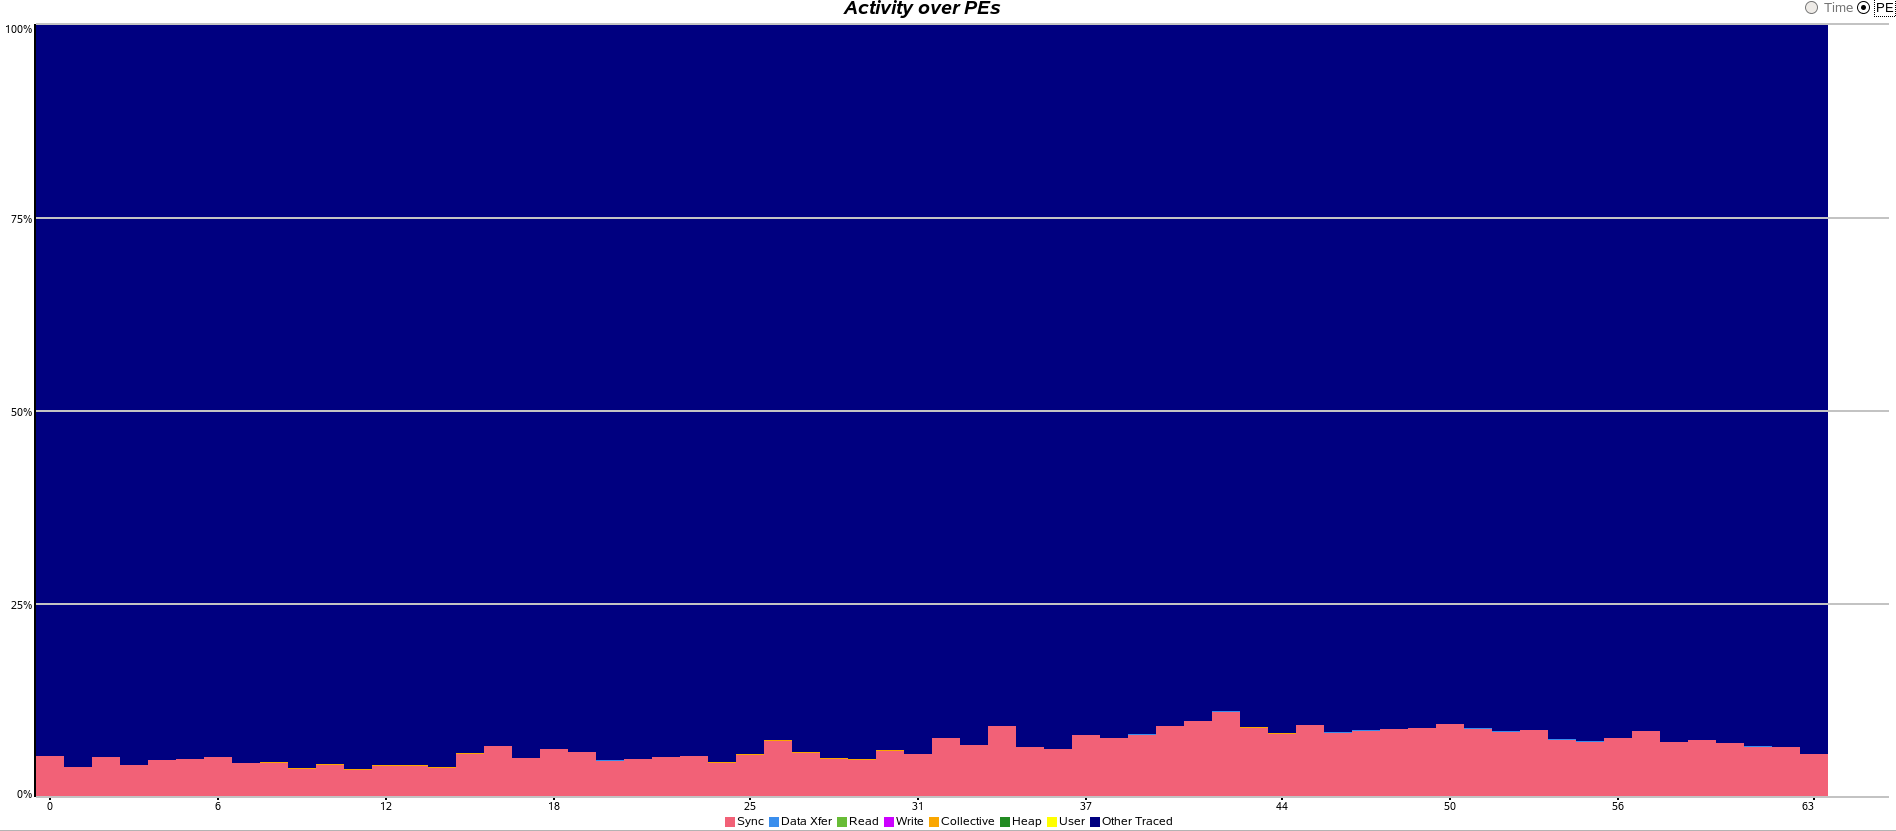 Activity over PEs
Time PE
100%
75%
50%
25%
0%
0 6 12 18 25 31 37 44 50 56 63
Sync Data Xfer Read Write Collective Heap User Other Traced